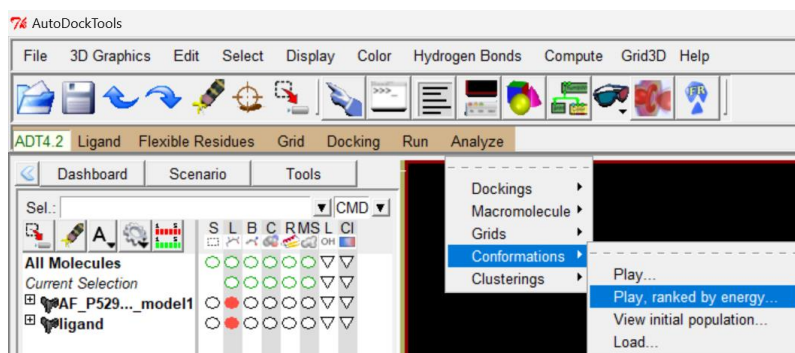 AutoDockTools
File 3D Graphics Edit Select Display Color Hydrogen Bonds Compute Grid3D Help
ADT4.2 Ligand Flexible Residues Grid Docking Run Analyze
Dashboard Scenario Tools
Sel.: CMD
S L B C R MS L Cl
All Molecules
Current Selection
AF_P529..._model1
ligand
Dockings
Macromolecule
Grids
Conformations
Clusterings
Play...
Play, ranked by energy...
View initial population...
Load...